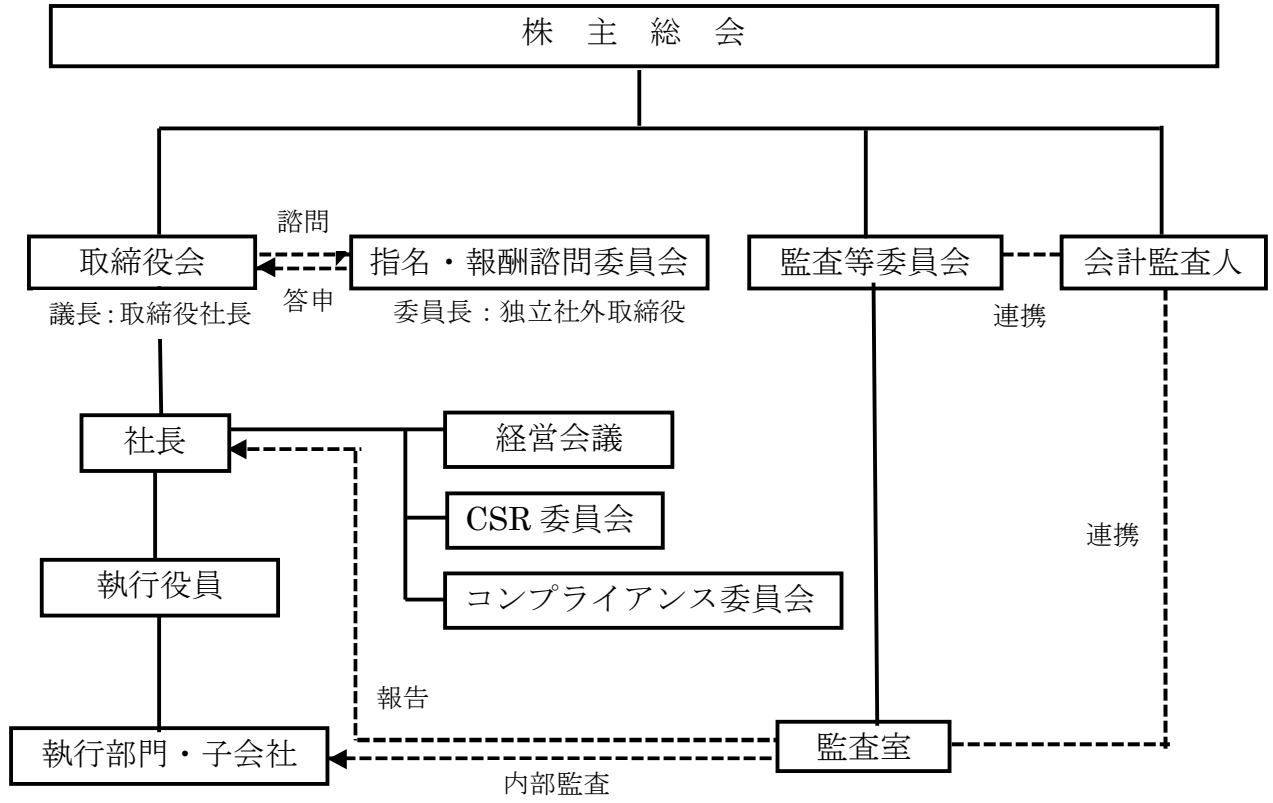 株 主 総 会
諮問
取締役会
指名・報酬諮問委員会
監査等委員会
会計監査人
答申
議長:取締役社長
委員長:独立社外取締役
連携
社長
経営会議
CSR 委員会
連携
執行役員
コンプライアンス委員会
報告
執行部門・子会社
監査室
内部監査